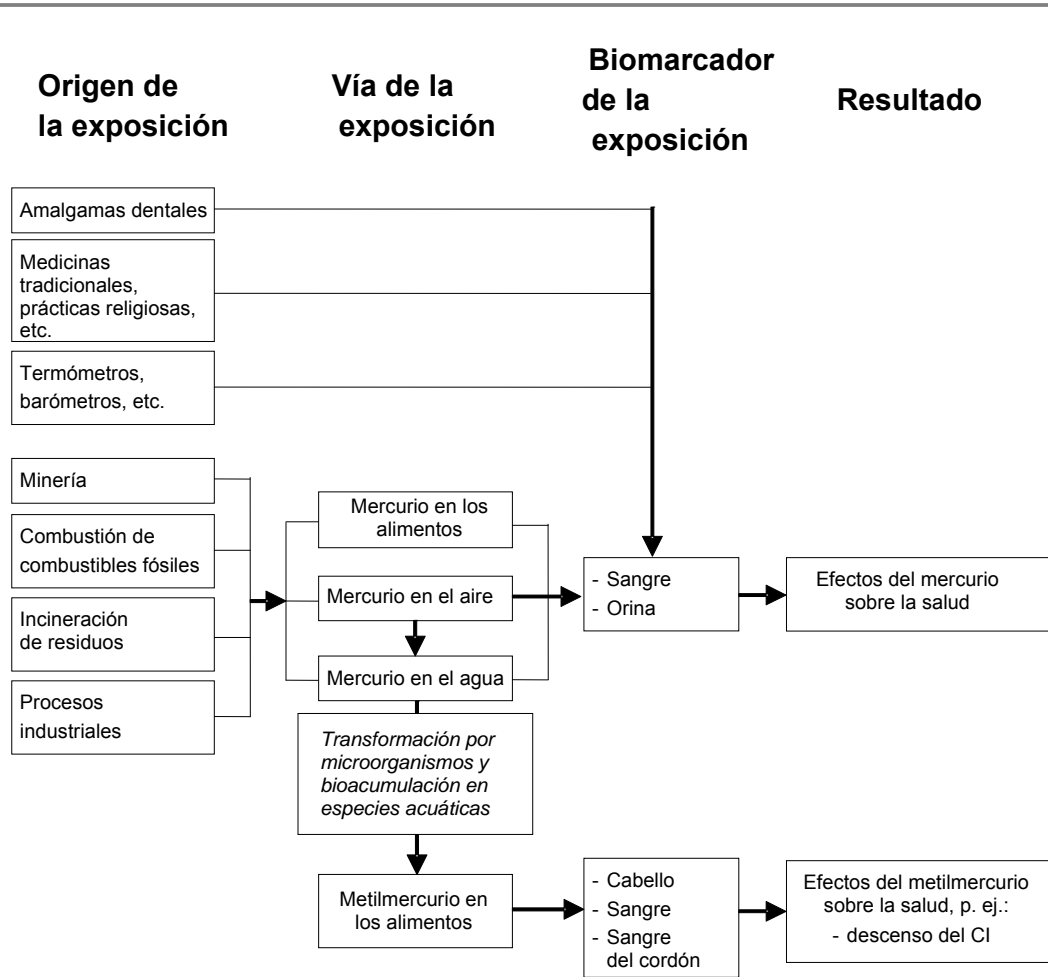 Origen de
la exposición
Vía de la
exposición
Biomarcador
de la
exposición
Resultado
Amalgamas dentales
Medicinas
tradicionales,
prácticas religiosas,
etc.
Termómetros,
barómetros, etc.
Minería
Combustión de
combustibles fósiles
Incineración
de residuos
Procesos
industriales
Mercurio en los
alimentos
Mercurio en el aire
Mercurio en el agua
Transformación por
microorganismos y
bioacumulación en
especies acuáticas
Metilmercurio en
los alimentos
- Sangre
- Orina
- Cabello
- Sangre
- Sangre
del cordón
Efectos del mercurio
sobre la salud
Efectos del metilmercurio
sobre la salud, p. ej.:
- descenso del CI